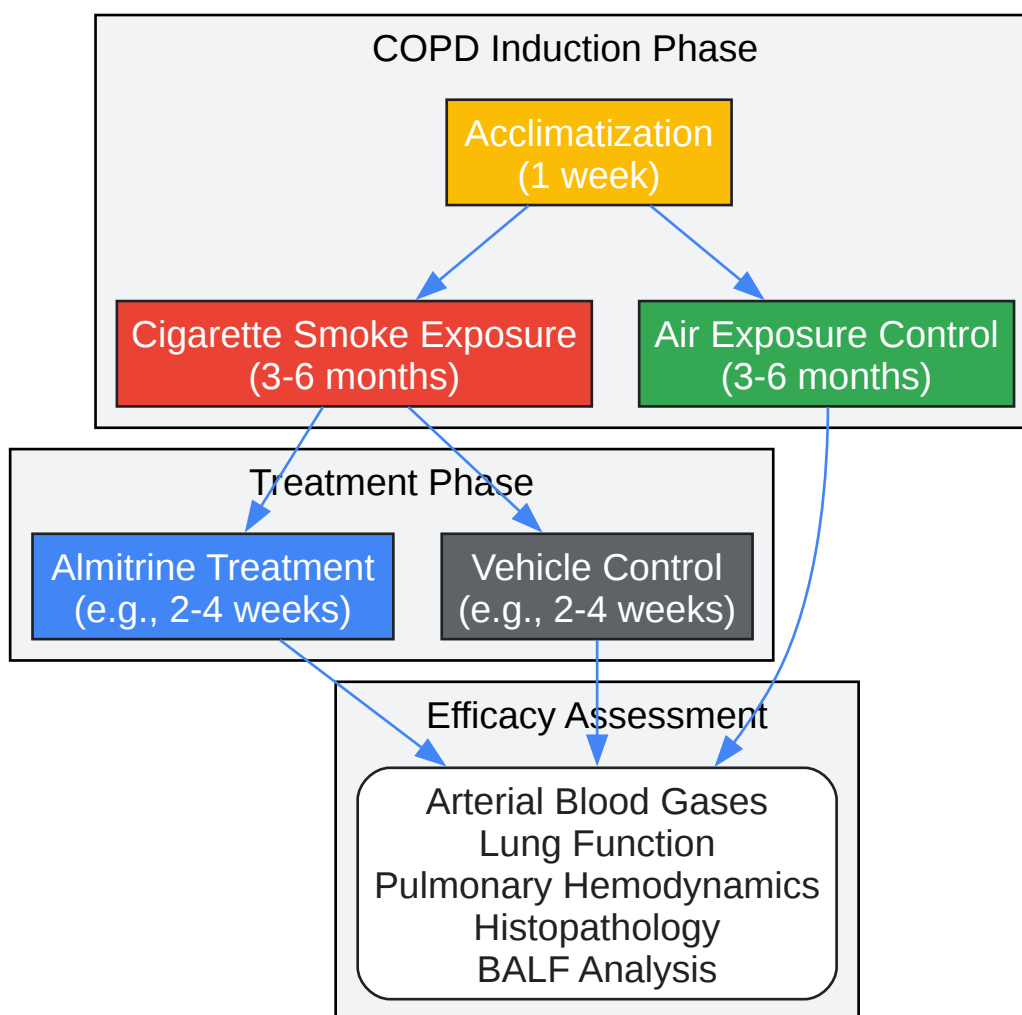 COPD Induction Phase
Acclimatization
(1 week)
Cigarette Smoke Exposure
(3-6 months)
Air Exposure Control
(3-6 months)
Treatment Phase
Almitrine Treatment
(e.g., 2-4 weeks)
Vehicle Control
(e.g., 2-4 weeks)
Efficacy Assessment
Arterial Blood Gases
Lung Function
Pulmonary Hemodynamics
Histopathology
BALF Analysis